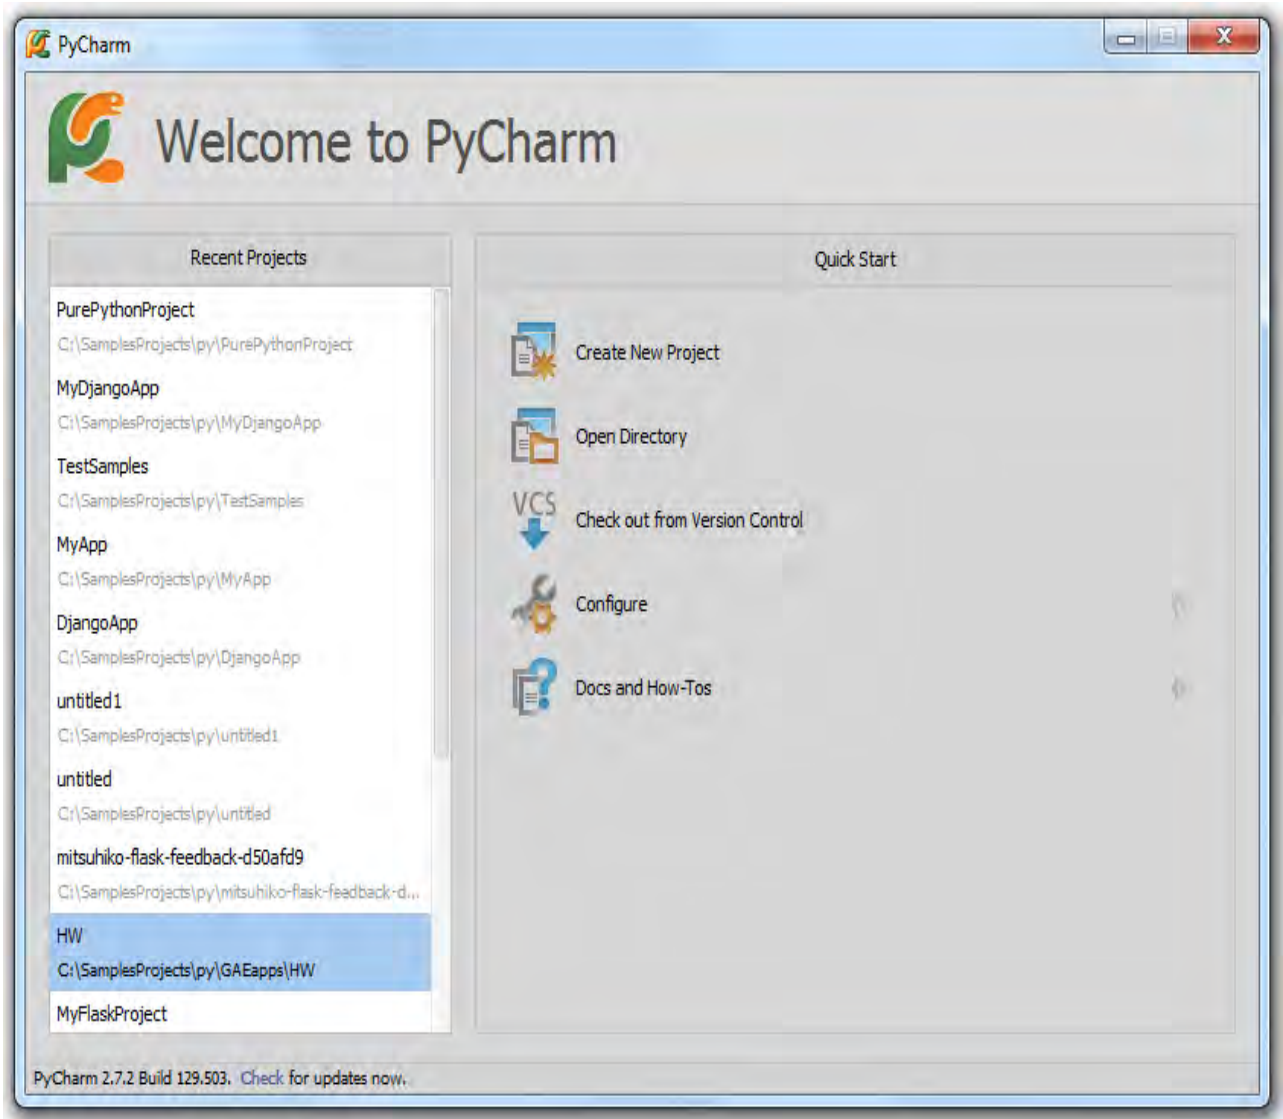 PyCharm
X
Welcome to PyCharm
Recent Projects
PurePythonProject
C:\SamplesProjects\py\PurePythonProject
MyDjangoApp
C:\SamplesProjects\py\MyDjangoApp
TestSamples
C:\SamplesProjects\py\TestSamples
MyApp
C:\SamplesProjects\py\MyApp
DjangoApp
C:\SamplesProjects\py\DjangoApp
untitled1
C:\SamplesProjects\py\untitled1
untitled
C:\SamplesProjects\py\untitled
mitsuhiko-flask-feedback-d50afd9
C:\SamplesProjects\py\mitsuhiko-flask-feedback-d...
HW
C:\SamplesProjects\py\GAEapps\HW
MyFlaskProject
Quick Start
Create New Project
Open Directory
VCS
Check out from Version Control
Configure
Docs and How-Tos
PyCharm 2.7.2 Build 129.503. Check for updates now.